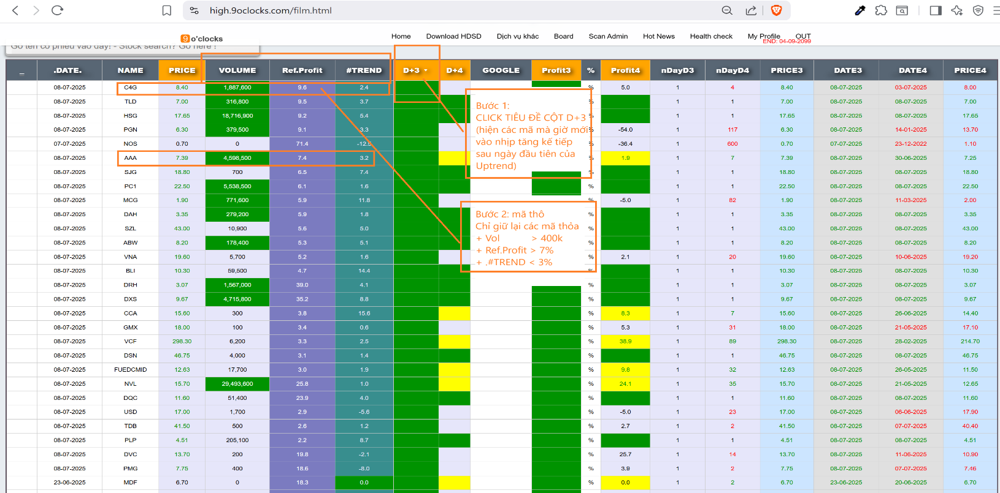 high.9oclocks.com/film.html
9 o'clocks
Home Download HDSD Dịch vụ khác Board Scan Admin Hot News Health check My Profile OUT
END: 04-09-2099
Go ten co phieu vao day! - Stock search? Go here !
_ .DATE. NAME PRICE VOLUME Ref.Profit #TREND D+3 D+4 GOOGLE Profit3 % Profit4 nDayD3 nDayD4 PRICE3 DATE3 DATE4 PRICE4
08-07-2025 C4G 8.40 1,887,600 9.6 2.4 % 5.0 1 4 8.40 08-07-2025 03-07-2025 8.00
08-07-2025 TLD 7.00 316,800 9.5 3.7 % 1 1 7.00 08-07-2025 08-07-2025 7.00
08-07-2025 HSG 17.65 18,716,900 9.2 5.4 % 1 1 17.65 08-07-2025 08-07-2025 17.65
08-07-2025 PGN 6.30 379,500 9.1 3.3 % -54.0 1 117 6.30 08-07-2025 14-01-2025 13.70
07-07-2025 NOS 0.70 0 71.4 -12.5 % -36.4 1 600 0.70 07-07-2025 23-12-2022 1.10
08-07-2025 AAA 7.39 4,598,500 7.4 3.2 % 1.9 1 7 7.39 08-07-2025 30-06-2025 7.25
08-07-2025 SJG 18.80 700 6.5 7.4 % 1 1 18.80 08-07-2025 08-07-2025 18.80
08-07-2025 PC1 22.50 5,538,500 6.1 1.6 % 1 1 22.50 08-07-2025 08-07-2025 22.50
08-07-2025 MCG 1.90 771,600 5.9 11.8 % -5.0 1 82 1.90 08-07-2025 11-03-2025 2.00
08-07-2025 DAH 3.35 279,200 5.9 1.8 % 1 1 3.35 08-07-2025 08-07-2025 3.35
08-07-2025 SZL 43.00 10,900 5.6 5.0 % 1 1 43.00 08-07-2025 08-07-2025 43.00
08-07-2025 ABW 8.20 178,400 5.3 5.1 % 1 1 8.20 08-07-2025 08-07-2025 8.20
08-07-2025 VNA 19.60 5,700 5.2 1.6 % 2.1 1 20 19.60 08-07-2025 10-06-2025 19.20
08-07-2025 BLI 10.30 59,500 4.7 14.4 % 1 1 10.30 08-07-2025 08-07-2025 10.30
08-07-2025 DRH 3.07 1,567,000 39.0 4.1 % 1 1 3.07 08-07-2025 08-07-2025 3.07
08-07-2025 DXS 9.67 4,715,800 35.2 8.8 % 1 1 9.67 08-07-2025 08-07-2025 9.67
08-07-2025 CCA 15.60 300 3.8 15.6 % 8.3 1 7 15.60 08-07-2025 26-06-2025 14.40
08-07-2025 GMX 18.00 100 3.4 0.6 % 5.3 1 31 18.00 08-07-2025 21-05-2025 17.10
08-07-2025 VCF 298.30 6,200 3.3 2.5 % 38.9 1 89 298.30 08-07-2025 28-02-2025 214.70
08-07-2025 DSN 46.75 4,000 3.1 1.4 % 1 1 46.75 08-07-2025 08-07-2025 46.75
08-07-2025 FUEDCMID 12.63 17,700 3.0 1.9 % 9.8 1 32 12.63 08-07-2025 26-05-2025 11.50
08-07-2025 NVL 15.70 29,493,600 25.8 1.0 % 24.1 1 35 15.70 08-07-2025 21-05-2025 12.65
08-07-2025 DQC 11.60 51,400 23.9 4.0 % 1 1 11.60 08-07-2025 08-07-2025 11.60
08-07-2025 USD 17.00 1,700 2.9 -5.6 % -5.0 1 23 17.00 08-07-2025 06-06-2025 17.90
08-07-2025 TDB 41.50 500 2.6 1.2 % 2.7 1 2 41.50 08-07-2025 07-07-2025 40.40
08-07-2025 PLP 4.51 205,100 2.2 8.7 % 1 1 4.51 08-07-2025 08-07-2025 4.51
08-07-2025 DVC 13.70 200 19.8 -2.1 % 25.7 1 14 13.70 08-07-2025 11-06-2025 10.90
08-07-2025 PMG 7.75 400 18.6 -8.0 % 3.9 1 2 7.75 08-07-2025 07-07-2025 7.46
23-06-2025 MDF 6.70 0 18.3 0.0 % 0.0 1 2 6.70 23-06-2025 20-06-2025 6.70
Bước 1:
CLICK TIÊU ĐỀ CỘT D+3
(hiện các mã mà giờ mới
vào nhịp tăng kế tiếp
sau ngày đầu tiên của
Uptrend)
Bước 2: mã thô
Chỉ giữ lại các mã thỏa
+ Vol > 400k
+ Ref.Profit > 7%
+ .#TREND < 3%